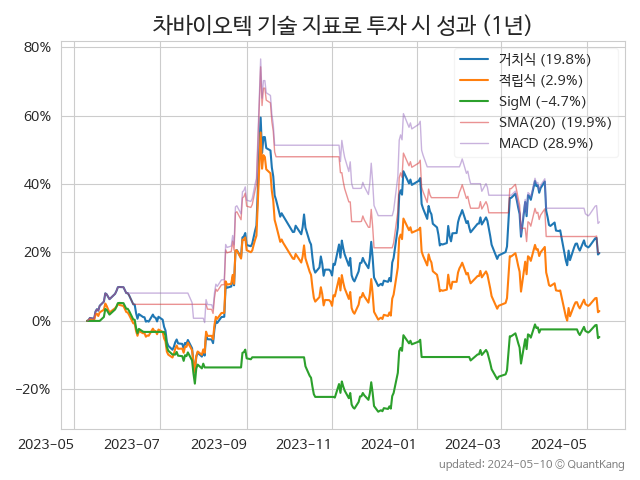 차바이오텍 기술 지표로 투자 시 성과 (1년)
80%
60%
40%
20%
0%
−20%
거치식 (19.8%)
적립식 (2.9%)
SigM (−4.7%)
SMA(20) (19.9%)
MACD (28.9%)
2023-05
2023-07
2023-09
2023-11
2024-01
2024-03
2024-05
updated: 2024-05-10 © QuantKang